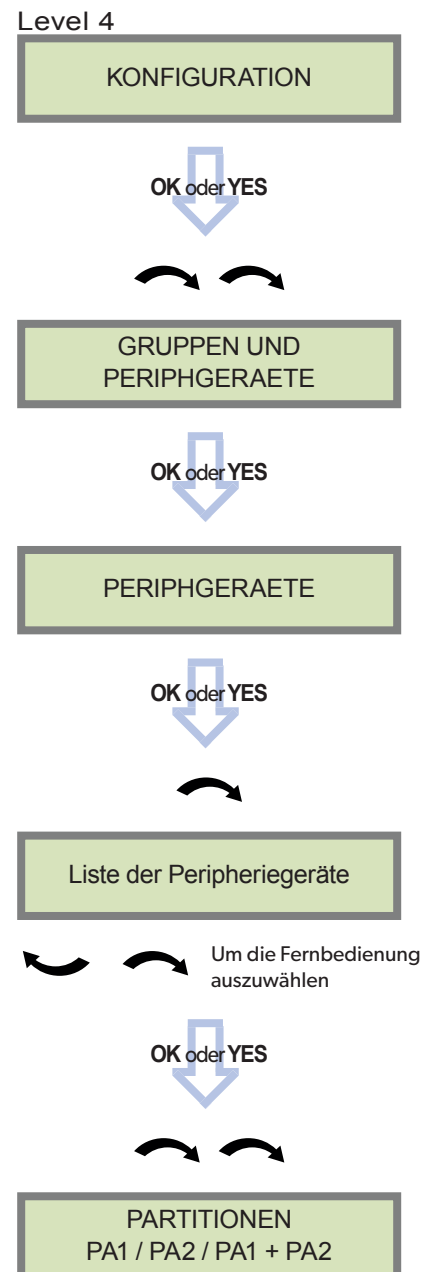 Level 4
KONFIGURATION
OK oder YES
GRUPPEN UND
PERIPHGERAETE
OK oder YES
PERIPHGERAETE
OK oder YES
Liste der Peripheriegeräte
Um die Fernbedienung
auszuwählen
OK oder YES
PARTITIONEN
PA1 / PA2 / PA1 + PA2